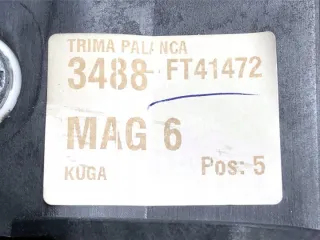 TRIMA PALANCA
3488 FT41472
MAG 6
KUGA Pos: 5